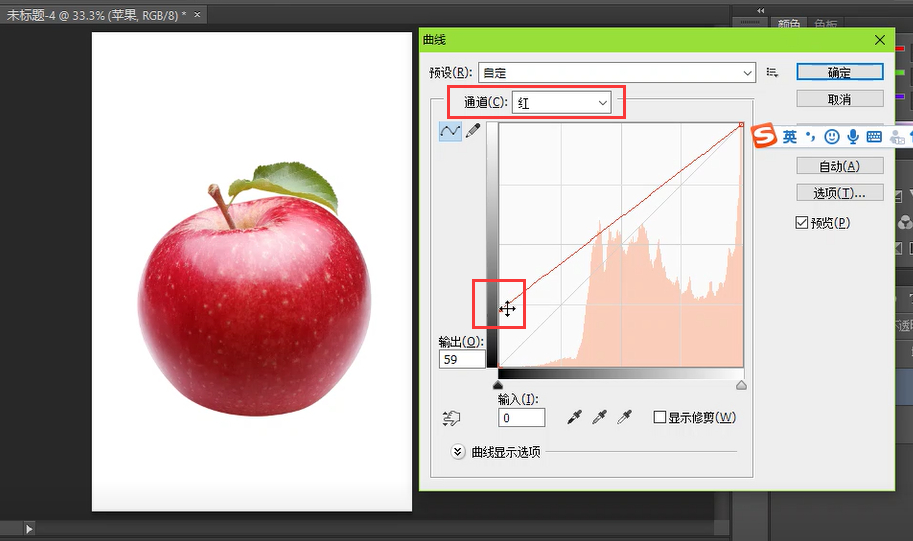 未标题-4 @ 33.3% (苹果, RGB/8) * ×
颜色 色板
曲线
预设(R): 自定
确定
通道(C): 红
取消
英
自动(A)
选项(T)...
预览(P)
输出(O):
59
输入(I):
0
显示修剪(W)
曲线显示选项